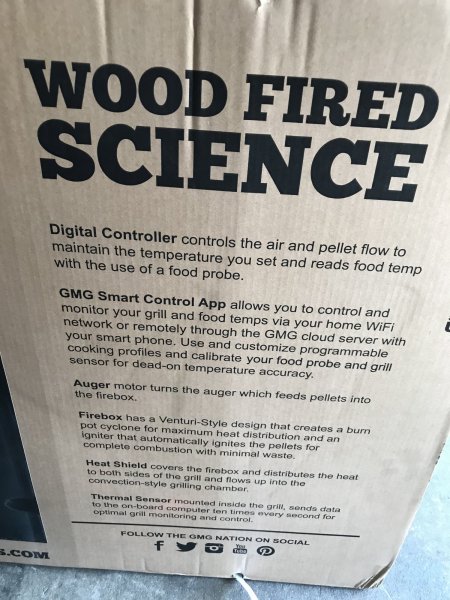 WOOD FIRED
SCIENCE
Digital Controller controls the air and pellet flow to
maintain the temperature you set and reads food temp
with the use of a food probe.
GMG Smart Control App allows you to control and
monitor your grill and food temps via your home WiFi
network or remotely through the GMG cloud server with
your smart phone. Use and customize programmable
cooking profiles and calibrate your food probe and grill
sensor for dead-on temperature accuracy.
Auger motor turns the auger which feeds pellets into
the firebox.
Firebox has a Venturi-Style design that creates a burn
pot cyclone for maximum heat distribution and an
igniter that automatically ignites the pellets for
complete combustion with minimal waste.
Heat Shield covers the firebox and distributes the heat
to both sides of the grill and flows up into the
convection-style grilling chamber.
Thermal Sensor mounted inside the grill, sends data
to the on-board computer ten times every second for
optimal grill monitoring and control.
FOLLOW THE GMG NATION ON SOCIAL
You Tube
S.COM